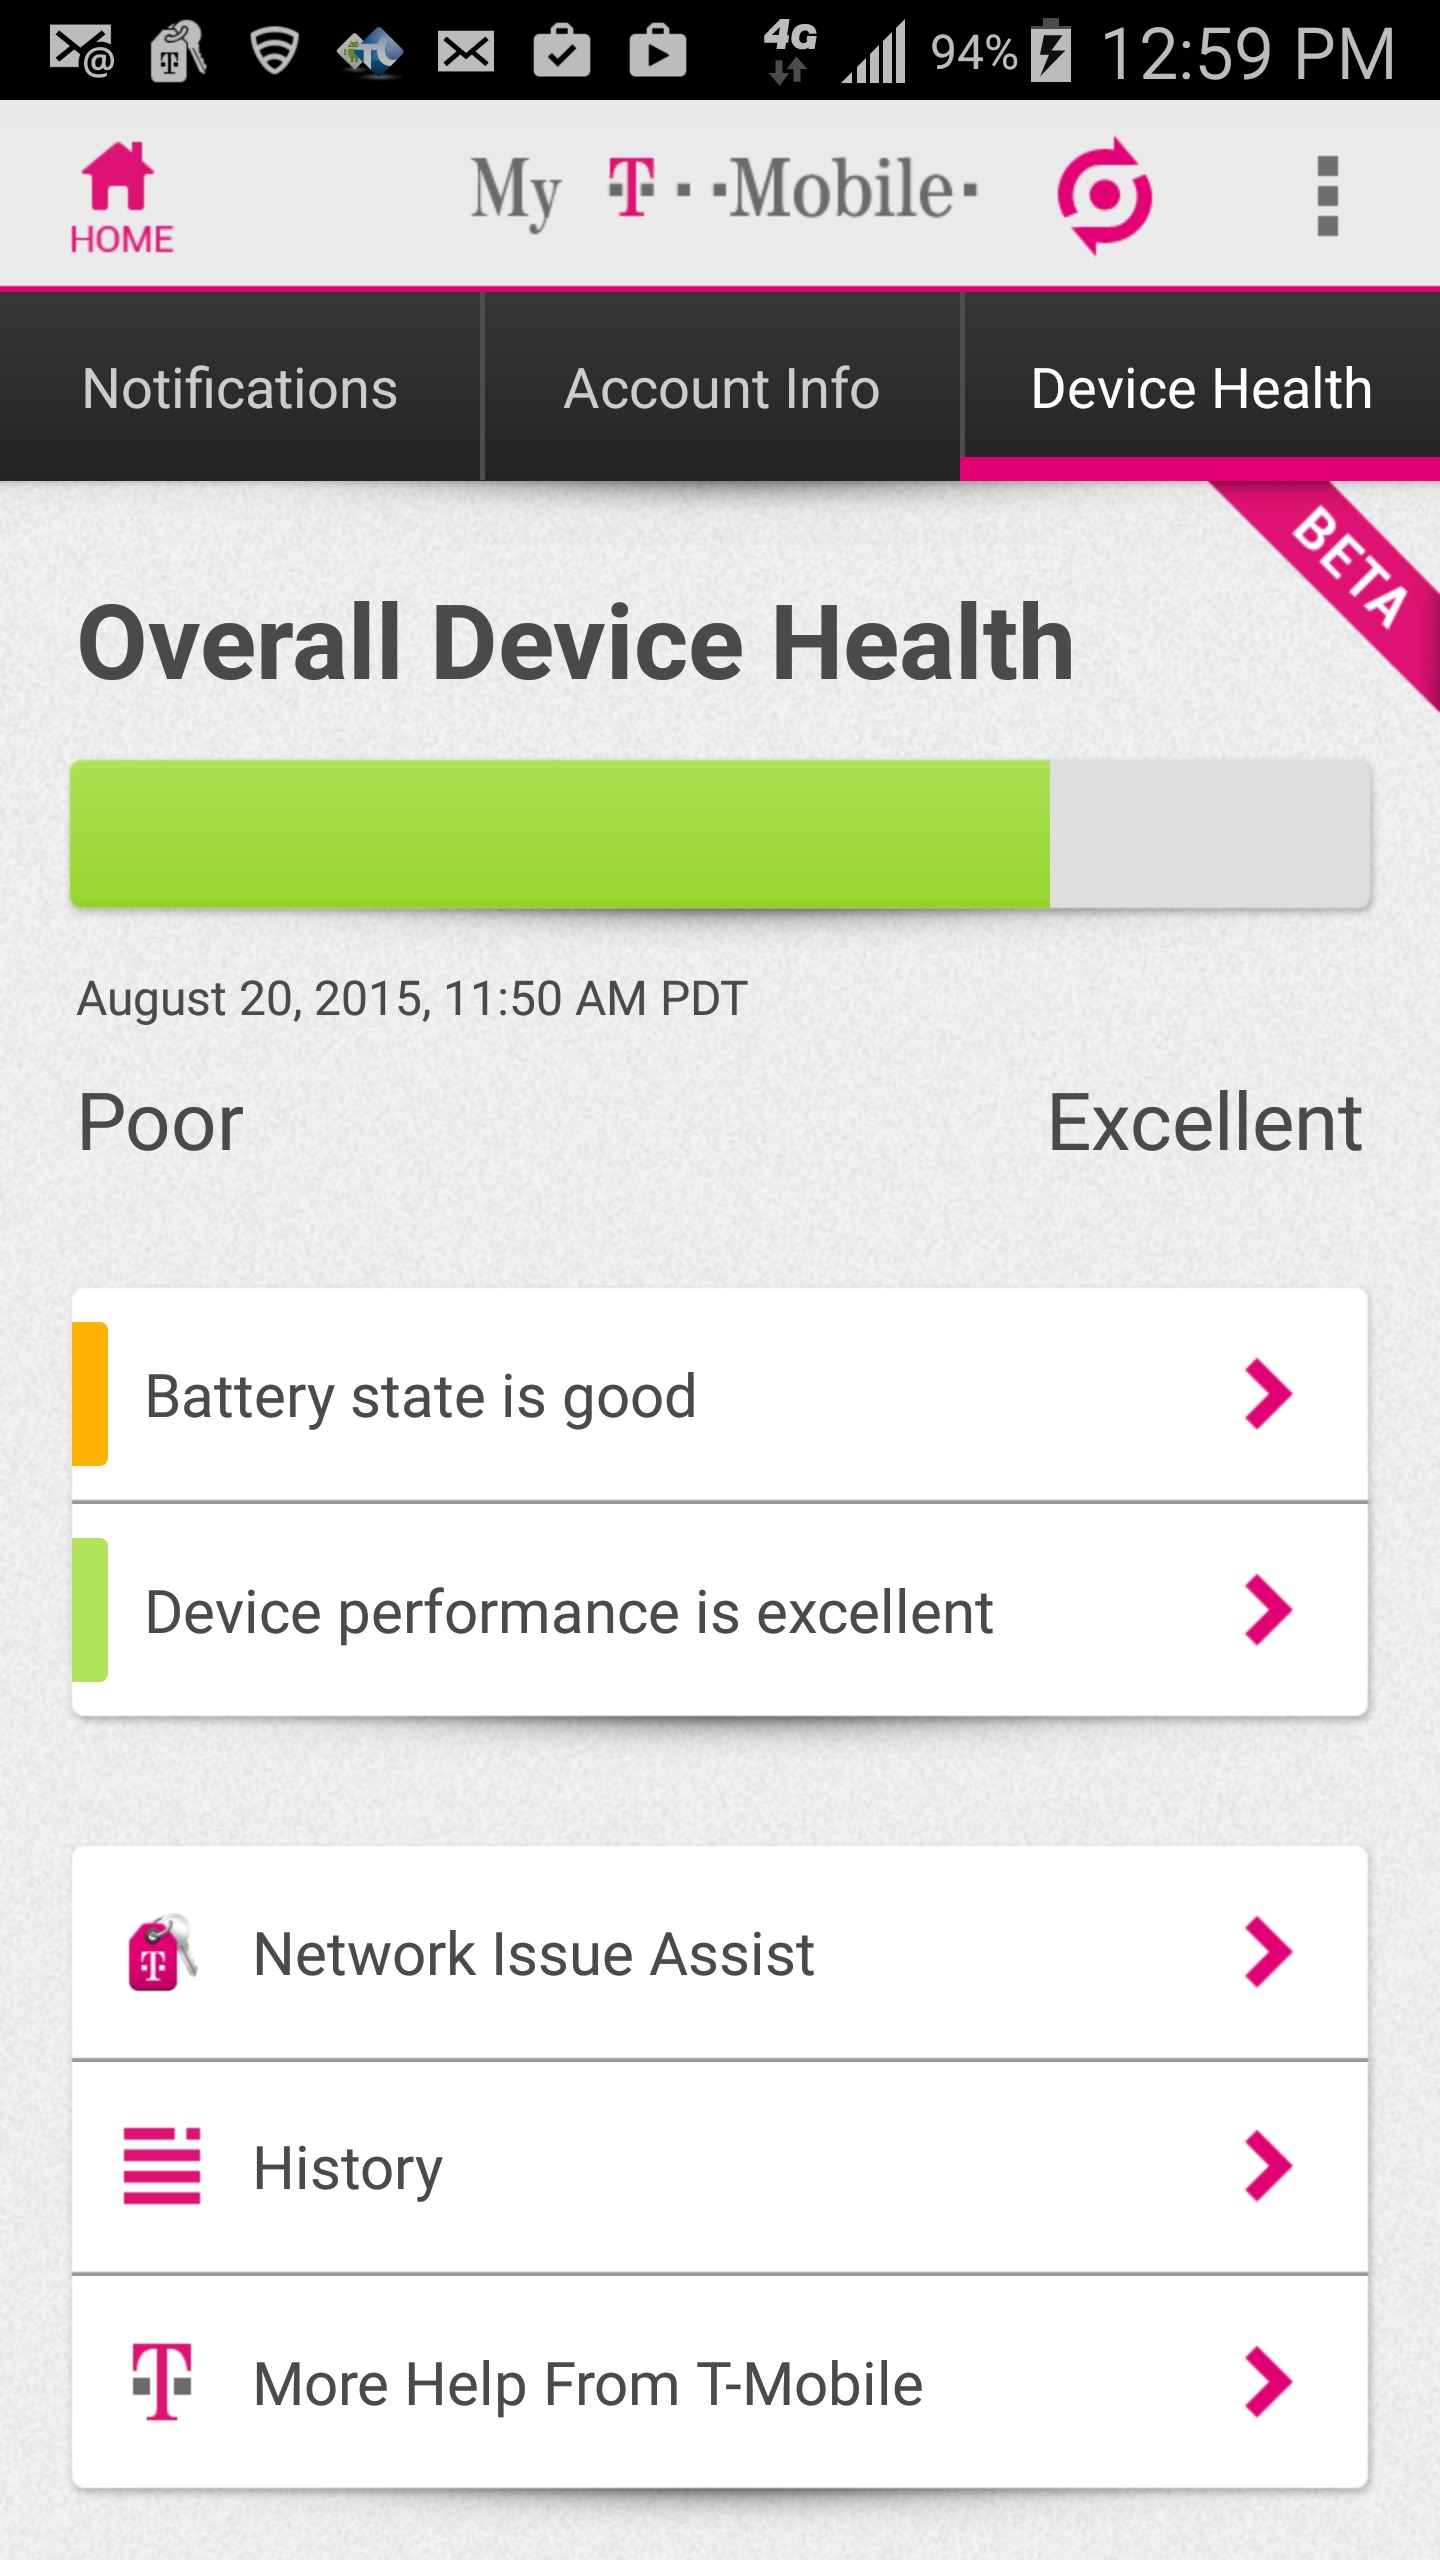 4G 94% 12:59 PM
HOME
My T··Mobile·
Notifications Account Info Device Health
BETA
Overall Device Health
August 20, 2015, 11:50 AM PDT
Poor Excellent
Battery state is good
Device performance is excellent
Network Issue Assist
History
More Help From T-Mobile